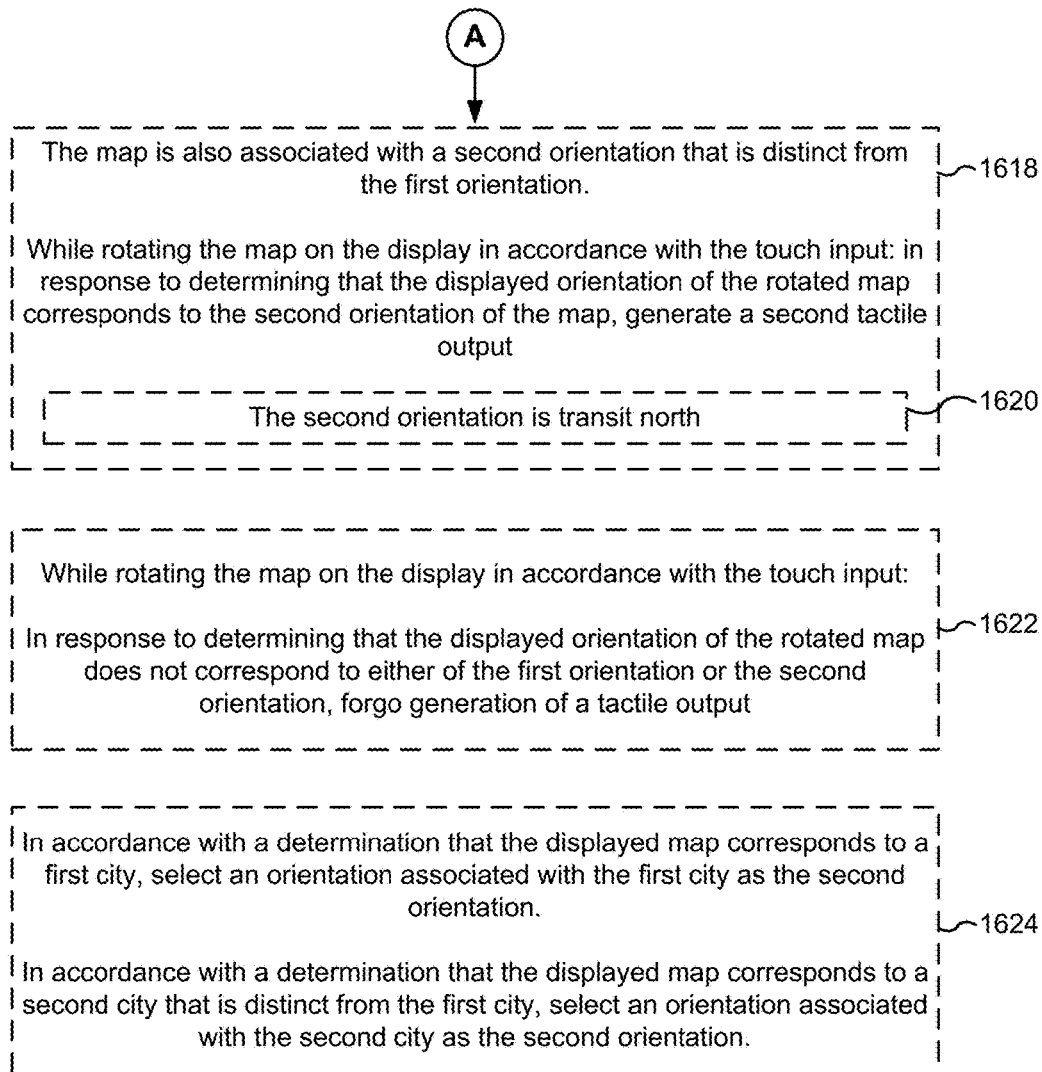 A
The map is also associated with a second orientation that is distinct from
the first orientation.
1618
While rotating the map on the display in accordance with the touch input: in
response to determining that the displayed orientation of the rotated map
corresponds to the second orientation of the map, generate a second tactile
output
The second orientation is transit north
1620
While rotating the map on the display in accordance with the touch input:
In response to determining that the displayed orientation of the rotated map
does not correspond to either of the first orientation or the second
orientation, forgo generation of a tactile output
1622
In accordance with a determination that the displayed map corresponds to a
first city, select an orientation associated with the first city as the second
orientation.
1624
In accordance with a determination that the displayed map corresponds to a
second city that is distinct from the first city, select an orientation associated
with the second city as the second orientation.